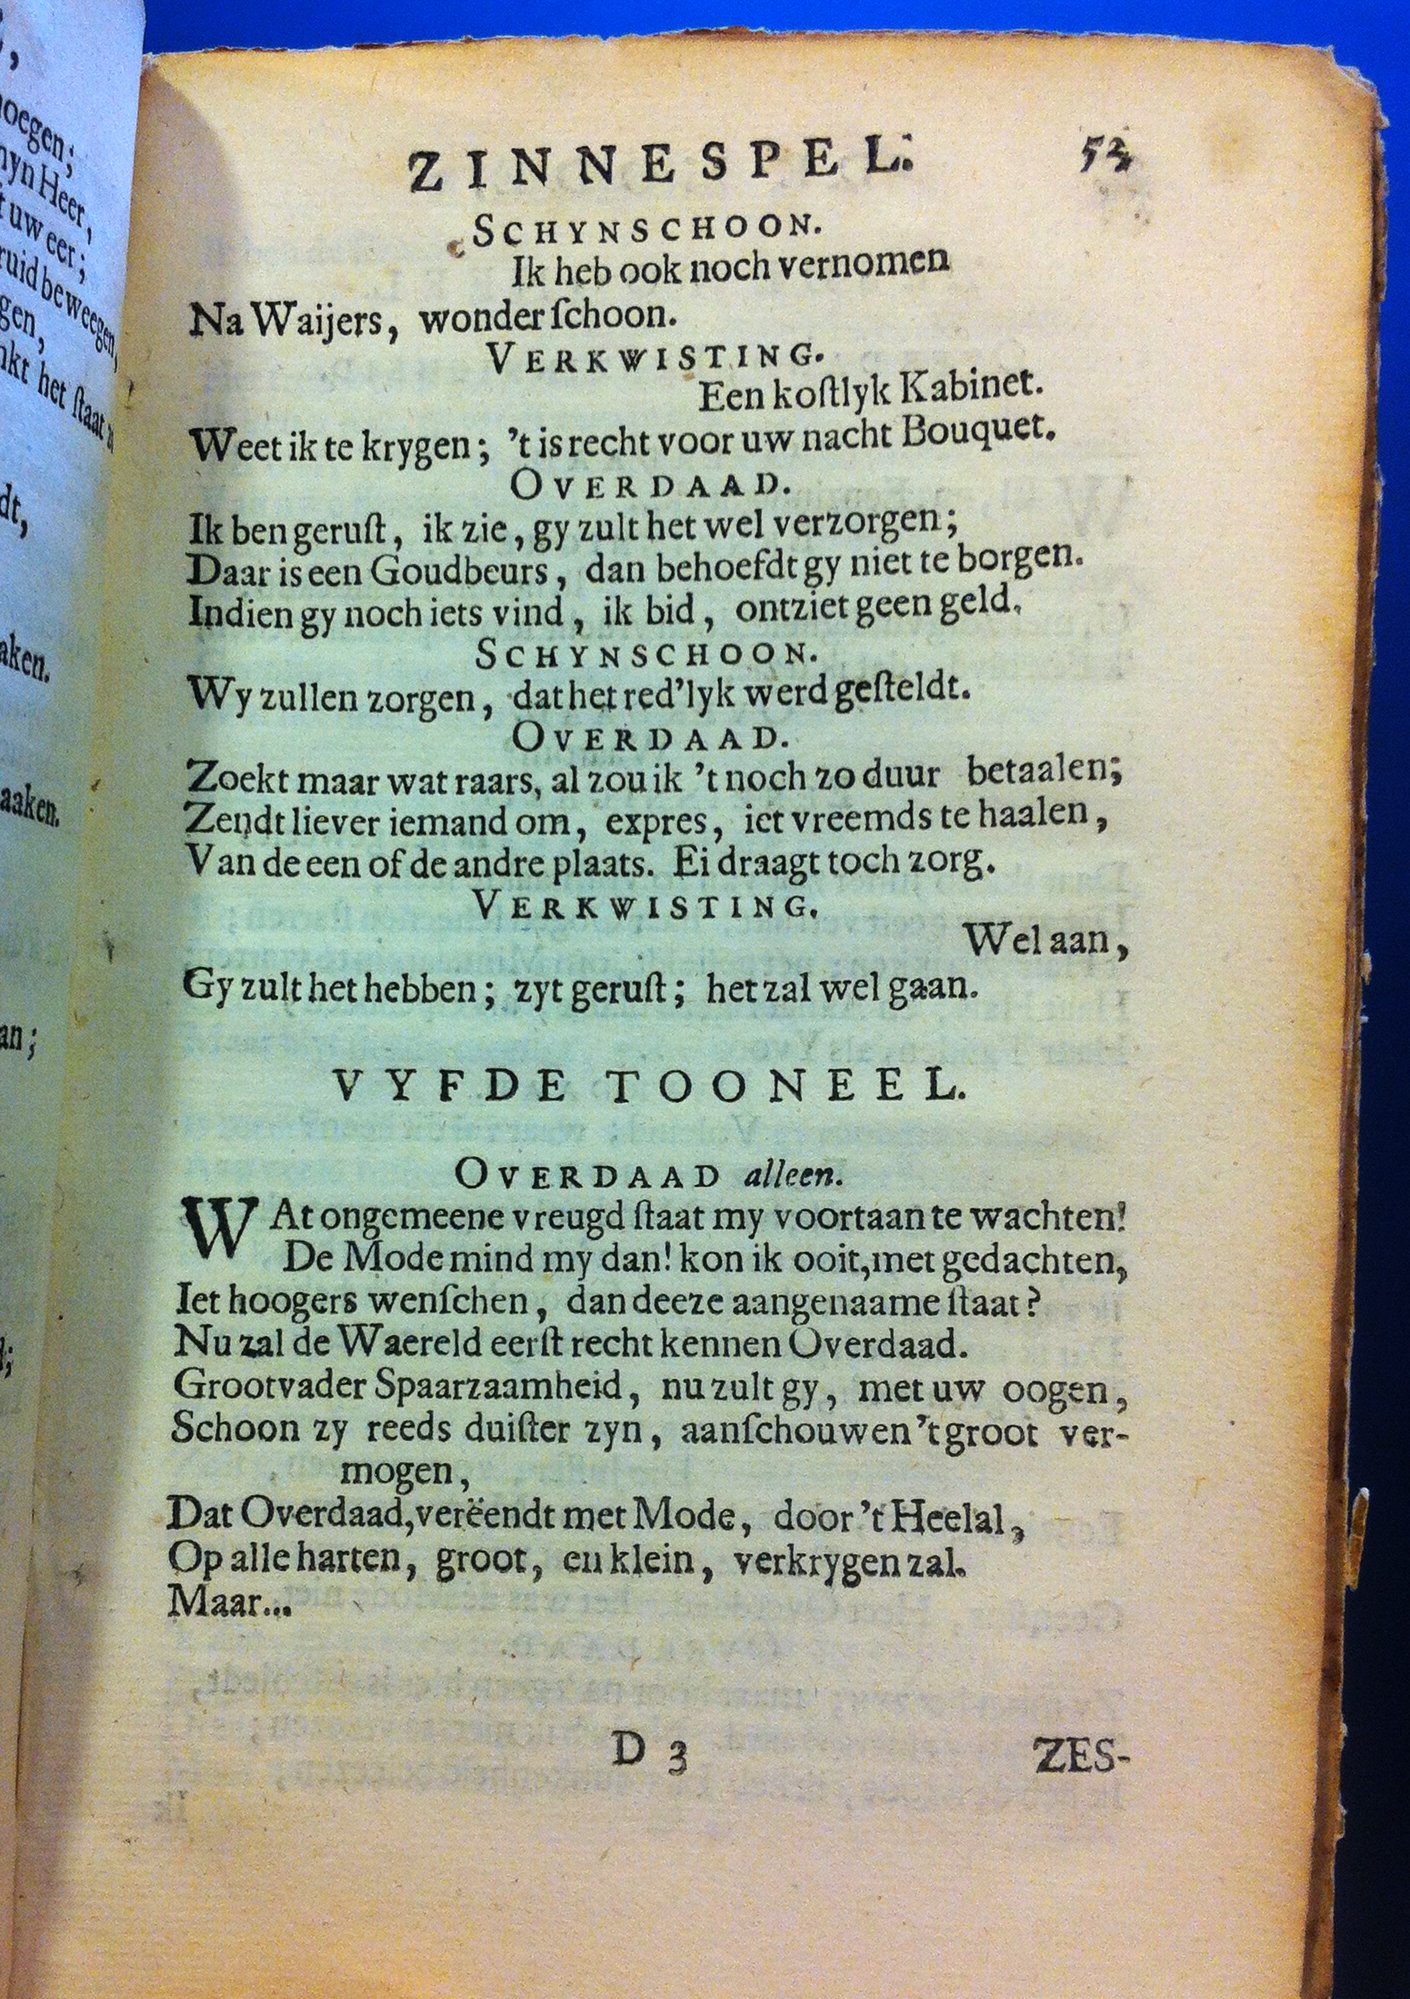 ZINNESPEL. 53
SCHYNSCHOON.
Ik heb ook noch vernomen
Na Waijers, wonder ſchoon.
VERKWISTING.
Een koſtlyk Kabinet.
Weet ik te krygen; 't is recht voor uw nacht Bouquet.
OVERDAAD.
Ik ben geruſt, ik zie, gy zult het wel verzorgen;
Daar is een Goudbeurs, dan behoefdt gy niet te borgen.
Indien gy noch iets vind, ik bid, ontziet geen geld.
SCHYNSCHOON.
Wy zullen zorgen, dat het red'lyk werd geſteldt.
OVERDAAD.
Zoekt maar wat raars, al zou ik 't noch zo duur betaalen;
Zendt liever iemand om, expres, iet vreemds te haalen,
Van de een of de andre plaats. Ei draagt toch zorg.
VERKWISTING.
Wel aan,
Gy zult het hebben; zyt geruſt; het zal wel gaan.
VYFDE TOONEEL.
OVERDAAD alleen.
WAt ongemeene vreugd ſtaat my voortaan te wachten!
De Mode mind my dan! kon ik ooit, met gedachten,
Iet hoogers wenſchen, dan deeze aangenaame ſtaat?
Nu zal de Waereld eerſt recht kennen Overdaad.
Grootvader Spaarzaamheid, nu zult gy, met uw oogen,
Schoon zy reeds duiſter zyn, aanſchouwen 't groot ver-
mogen,
Dat Overdaad, verëendt met Mode, door 't Heelal,
Op alle harten, groot, en klein, verkrygen zal.
Maar...
D 3 ZES-